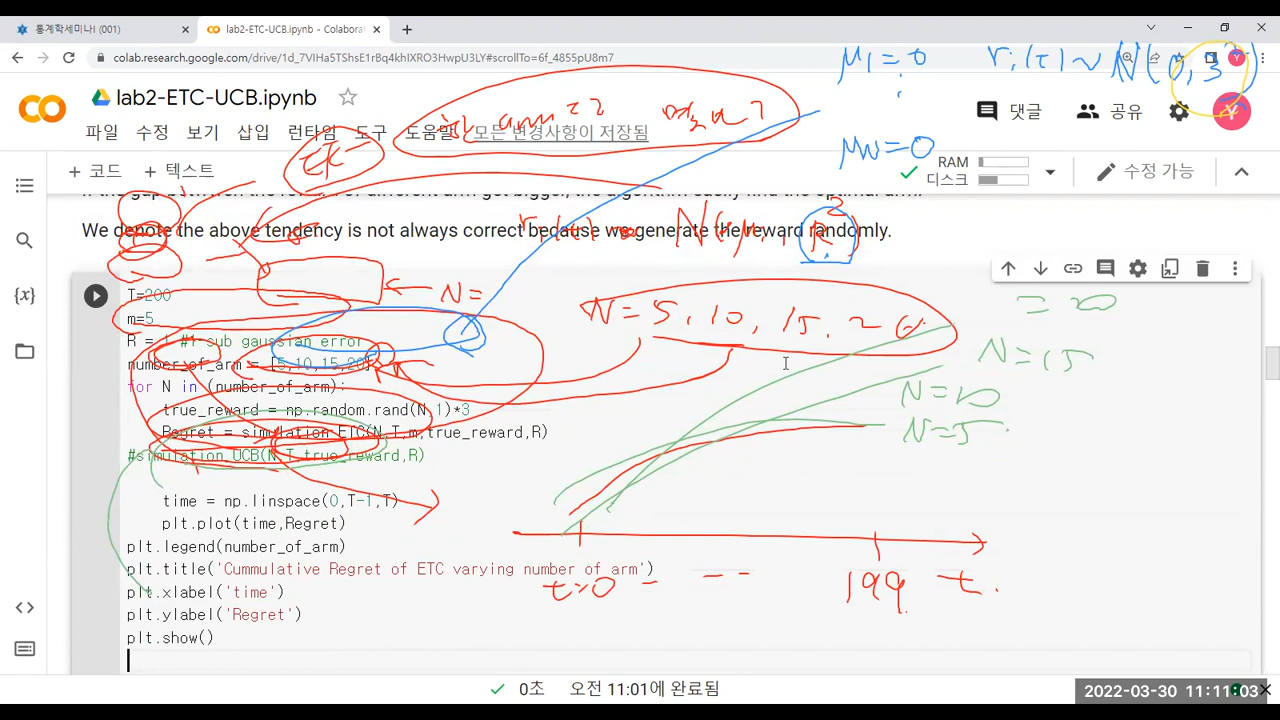 통계학세미나I (001)
lab2-ETC-UCB.ipynb - Colaborat
colab.research.google.com/drive/1d_7VIHa5TShsE1rBq4khIXRO3HwpU3LY#scrollTo=6f_4855pU8m7
μ1 = 0
lab2-ETC-UCB.ipynb
댓글
공유
파일 수정 보기 삽입 런타임 도구 도움말 모든 변경사항이 저장됨
ETC
μN = 0
+ 코드 + 텍스트
RAM
디스크
수정 가능
We denote the above tendency is not always correct because we generate the reward randomly.
N =
N = 5, 10, 15, 20
= 20
N = 15
N = 10
N = 5
T=200
m=5
R = 1 #1-sub gaussian error
number_of_arm = [5,10,15,20]
for N in (number_of_arm):
true_reward = np.random.rand(N,1)*3
Regret = simulation_ETC(N,T,m,true_reward,R)
#simulation_UCB(N,T,true_reward,R)
time = np.linspace(0,T-1,T)
plt.plot(time,Regret)
plt.legend(number_of_arm)
plt.title('Cummulative Regret of ETC varying number of arm')
plt.xlabel('time')
plt.ylabel('Regret')
plt.show()
199 t
0초 오전 11:01에 완료됨
2022-03-30 11:11:03